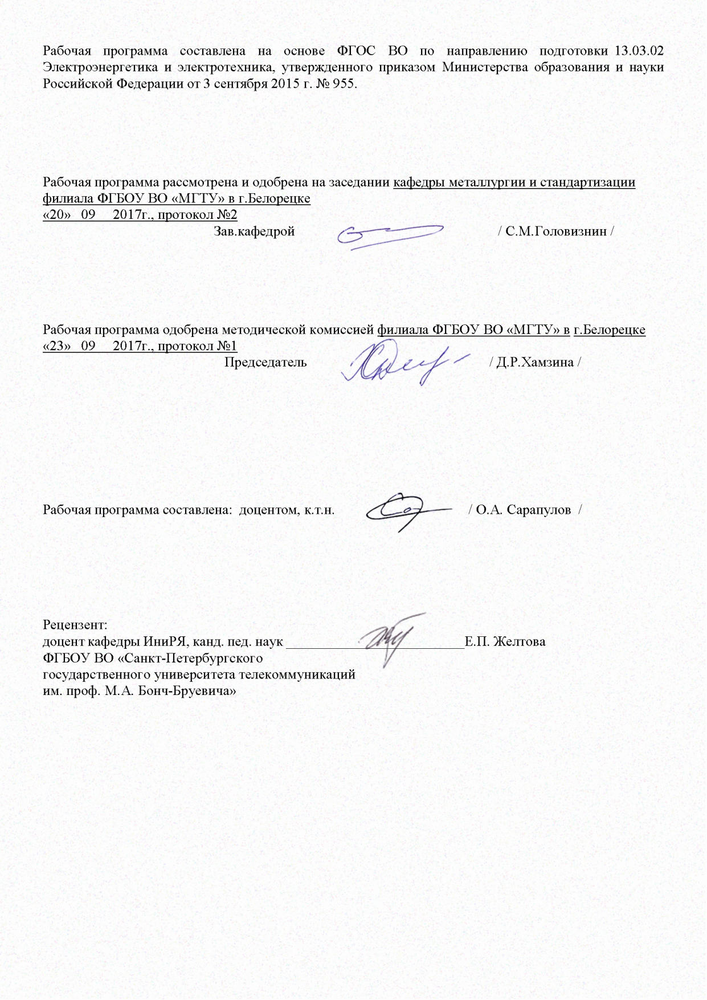 Рабочая программа составлена на основе ФГОС ВО по направлению подготовки 13.03.02
Электроэнергетика и электротехника, утвержденного приказом Министерства образования и науки
Российской Федерации от 3 сентября 2015 г. № 955.
Рабочая программа рассмотрена и одобрена на заседании кафедры металлургии и стандартизации
филиала ФГБОУ ВО «МГТУ» в г.Белорецке
«20» 09 2017г., протокол №2
Зав.кафедрой / С.М.Головизнин /
Рабочая программа одобрена методической комиссией филиала ФГБОУ ВО «МГТУ» в г.Белорецке
«23» 09 2017г., протокол №1
Председатель / Д.Р.Хамзина /
Рабочая программа составлена: доцентом, к.т.н. / О.А. Сарапулов /
Рецензент:
доцент кафедры ИниРЯ, канд. пед. наук __________________________Е.П. Желтова
ФГБОУ ВО «Санкт-Петербургского
государственного университета телекоммуникаций
им. проф. М.А. Бонч-Бруевича»